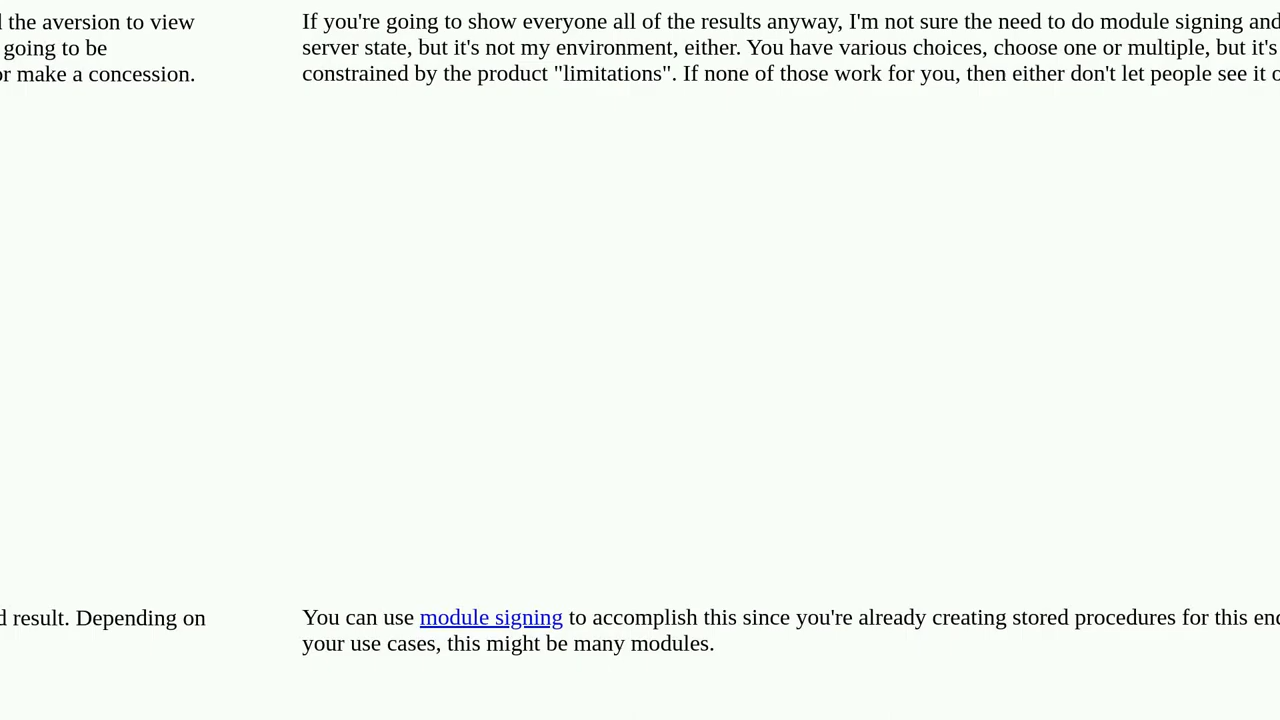 the aversion to view
going to be
or make a concession.
If you're going to show everyone all of the results anyway, I'm not sure the need to do module signing and
server state, but it's not my environment, either. You have various choices, choose one or multiple, but it's
constrained by the product "limitations". If none of those work for you, then either don't let people see it
result. Depending on
You can use module signing to accomplish this since you're already creating stored procedures for this end
your use cases, this might be many modules.